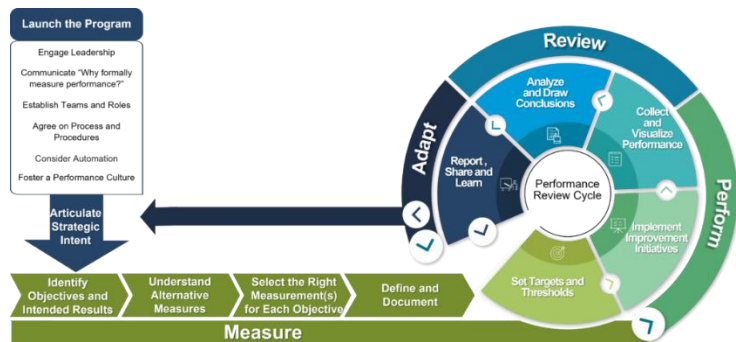 Launch the Program
Engage Leadership
Communicate “Why formally
measure performance?”
Establish Teams and Roles
Agree on Process and
Procedures
Consider Automation
Foster a Performance Culture
Articulate
Strategic
Intent
Identify
Objectives and
Intended Results
Understand
Alternative
Measures
Select the Right
Measurement(s)
for Each Objective
Define and
Document
Measure
Set Targets and
Thresholds
Implement
Improvement
Initiatives
Perform
Collect
and
Visualize
Performance
Review
Analyze
and Draw
Conclusions
Adapt
Report ,
Share and
Learn
Performance
Review Cycle